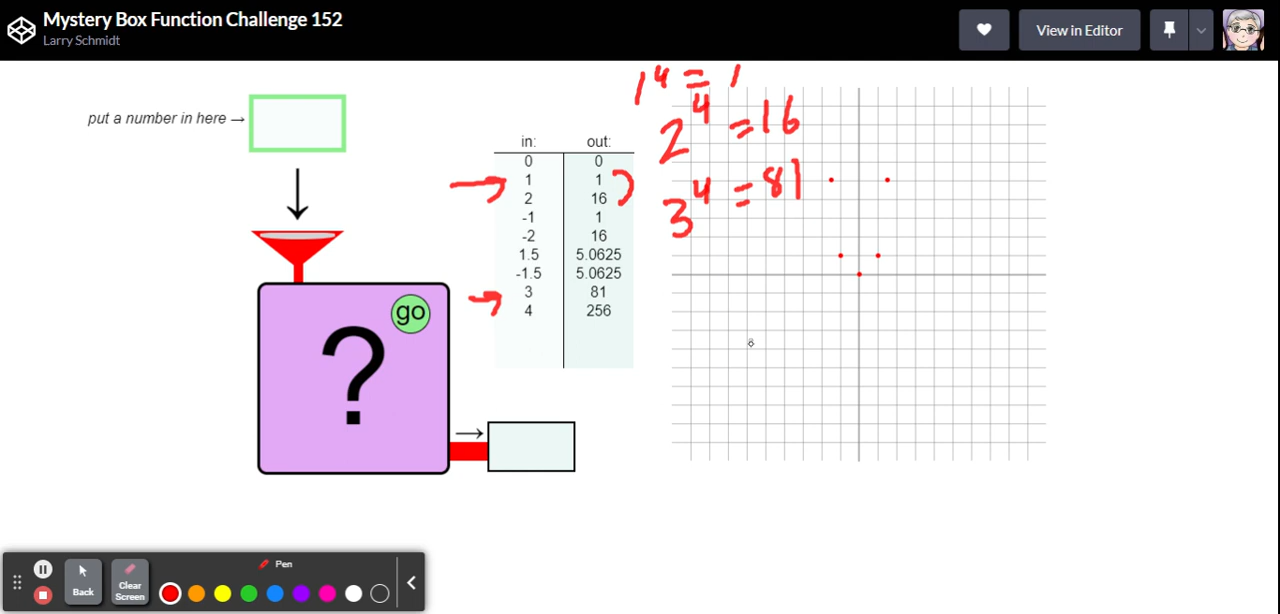 Mystery Box Function Challenge 152
Larry Schmidt
View in Editor
put a number in here →
1⁴ = 1
2⁴ = 16
3⁴ = 81
in: out:
0 0
1 1
2 16
-1 1
-2 16
1.5 5.0625
-1.5 5.0625
3 81
4 256
go
?
Pen
Back
Clear
Screen